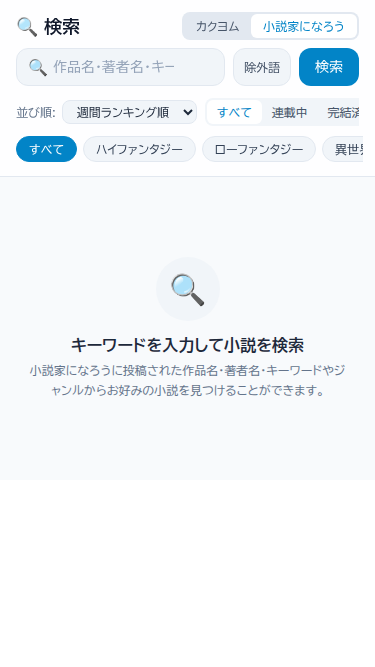 検索
カクヨム 小説家になろう
作品名・著者名・キー
除外語
検索
並び順: 週間ランキング順 すべて 連載中 完結済
すべて ハイファンタジー ローファンタジー 異世界
キーワードを入力して小説を検索
小説家になろうに投稿された作品名・著者名・キーワードやジ
ャンルからお好みの小説を見つけることができます。